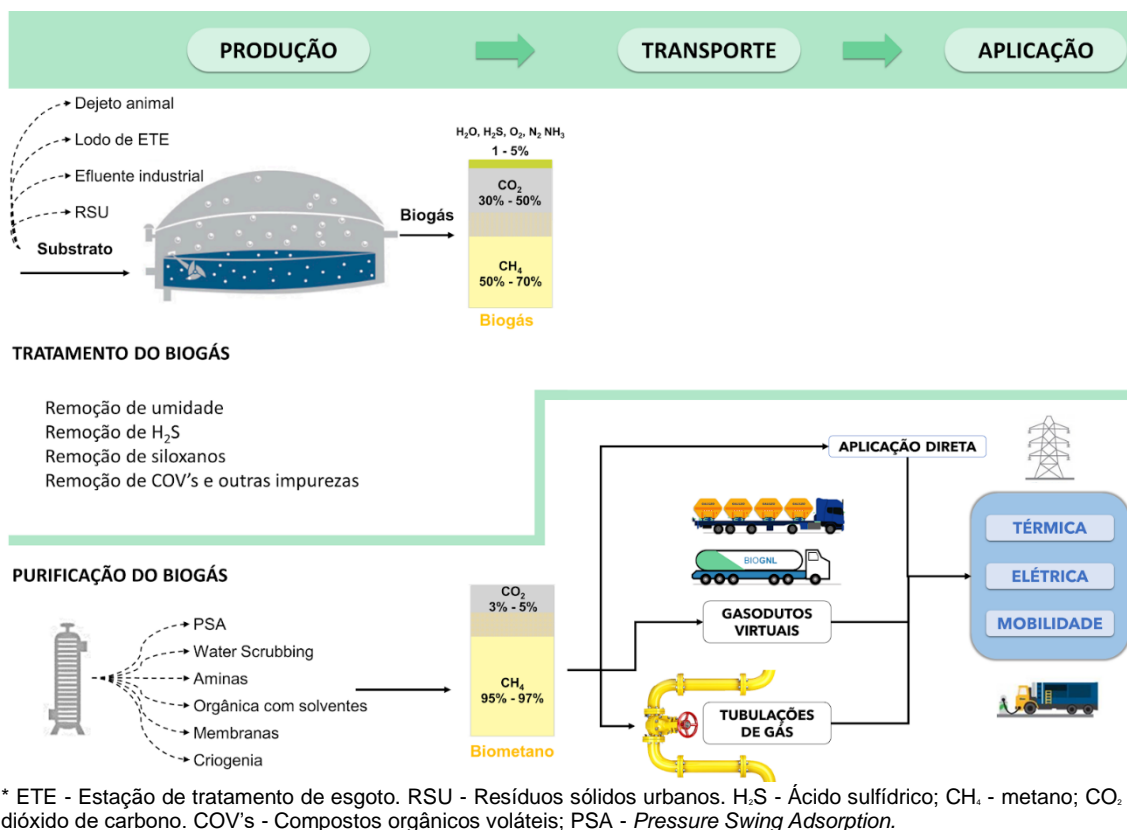 PRODUÇÃO
TRANSPORTE
APLICAÇÃO
Dejeto animal
Lodo de ETE
Efluente industrial
RSU
Substrato
Biogás
H₂O, H₂S, O₂, N₂ NH₃
1 - 5%
CO₂
30% - 50%
CH₄
50% - 70%
Biogás
TRATAMENTO DO BIOGÁS
Remoção de umidade
Remoção de H₂S
Remoção de siloxanos
Remoção de COV's e outras impurezas
PURIFICAÇÃO DO BIOGÁS
PSA
Water Scrubbing
Aminas
Orgânica com solventes
Membranas
Criogenia
CO₂
3% - 5%
CH₄
95% - 97%
Biometano
APLICAÇÃO DIRETA
BIOGNL
GASODUTOS
VIRTUAIS
TUBULAÇÕES
DE GÁS
TÉRMICA
ELÉTRICA
MOBILIDADE
* ETE - Estação de tratamento de esgoto. RSU - Resíduos sólidos urbanos. H₂S - Ácido sulfídrico; CH₄ - metano; CO₂
dióxido de carbono. COV's - Compostos orgânicos voláteis; PSA - Pressure Swing Adsorption.